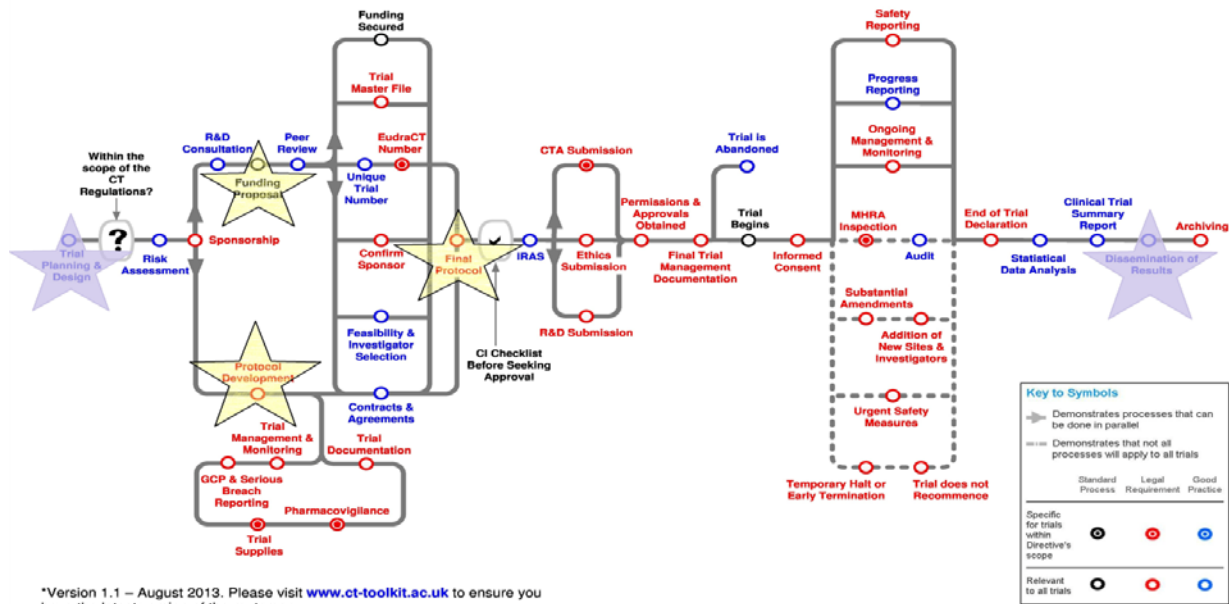 Funding
Secured
Trial
Master File
R&D
Consultation
Peer
Review
EudraCT
Number
Within the
scope of the
CT
Regulations?
Funding
Proposal
Unique
Trial
Number
?
Trial
Planning &
Design
Risk
Assessment
Sponsorship
Confirm
Sponsor
Final
Protocol
IRAS
Feasibility &
Investigator
Selection
CI Checklist
Before Seeking
Approval
Protocol
Development
Contracts &
Agreements
Trial
Management &
Monitoring
Trial
Documentation
GCP & Serious
Breach
Reporting
Pharmacovigilance
Trial
Supplies
CTA Submission
Ethics
Submission
R&D Submission
Permissions &
Approvals
Obtained
Final Trial
Management
Documentation
Trial is
Abandoned
Trial
Begins
Informed
Consent
Safety
Reporting
Progress
Reporting
Ongoing
Management &
Monitoring
MHRA
Inspection
Audit
Substantial
Amendments
Addition of
New Sites &
Investigators
Urgent Safety
Measures
Temporary Halt or
Early Termination
Trial does not
Recommence
End of Trial
Declaration
Statistical
Data Analysis
Clinical Trial
Summary
Report
Dissemination of
Results
Archiving
Key to Symbols
Demonstrates processes that can
be done in parallel
Demonstrates that not all
processes will apply to all trials
Standard
Process
Legal
Requirement
Good
Practice
Specific
for trials
within
Directive's
scope
Relevant
to all trials
*Version 1.1 – August 2013. Please visit www.ct-toolkit.ac.uk to ensure you